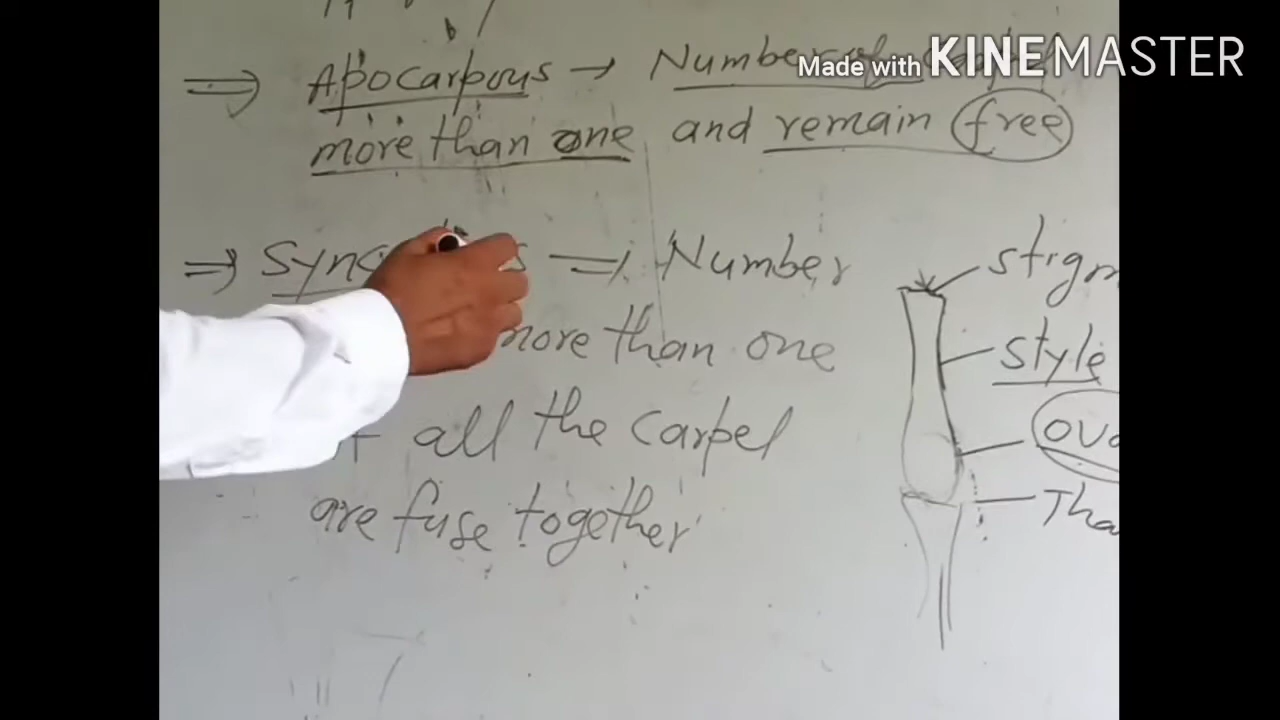 Made with KINEMASTER
⇒ Apocarpous → Number of
more than one and remain free
⇒ ⇒ Number
more than one
all the carpel
are fuse together
stigm
style
ova
Tha